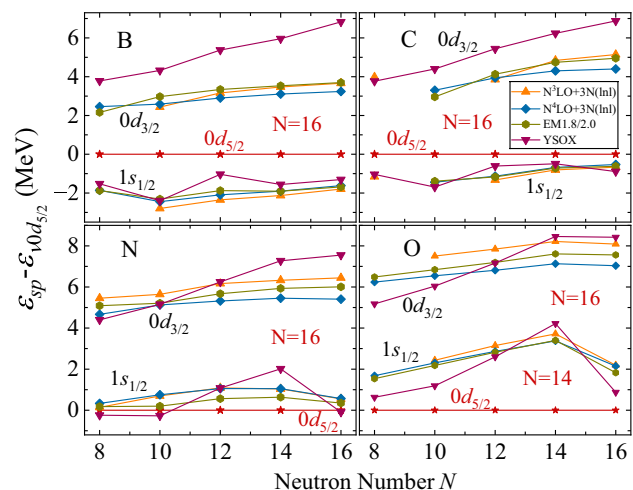 B
C
0d3/2
N=16
0d5/2
1s1/2
0d3/2
N³LO+3N(lnl)
N⁴LO+3N(lnl)
EM1.8/2.0
YSOX
N=16
0d5/2
1s1/2
6
4
2
0
−2
εsp-εν0d5/2 (MeV)
N
O
0d3/2
N=16
1s1/2
0d5/2
0d3/2
N=16
1s1/2
N=14
0d5/2
8
6
4
2
0
8 10 12 14 16 8 10 12 14 16
Neutron Number N